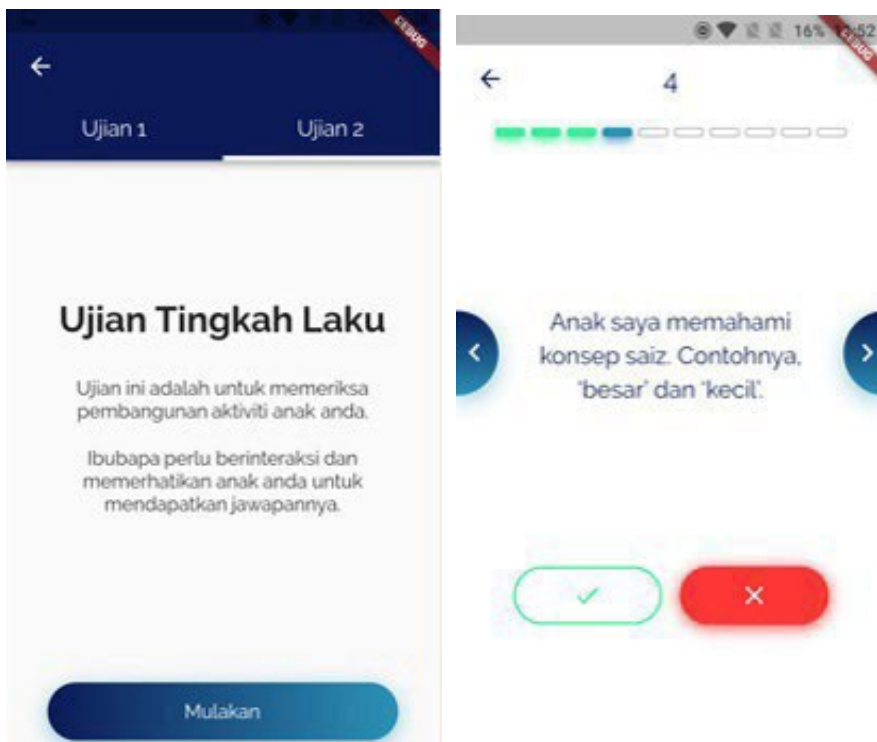 DEBUG
Ujian 1
Ujian 2
Ujian Tingkah Laku
Ujian ini adalah untuk memeriksa
pembangunan aktiviti anak anda.
Ibubapa perlu berinteraksi dan
memerhatikan anak anda untuk
mendapatkan jawapannya.
Mulakan
16%
DEBUG
4
Anak saya memahami
konsep saiz. Contohnya,
'besar' dan 'kecil'.